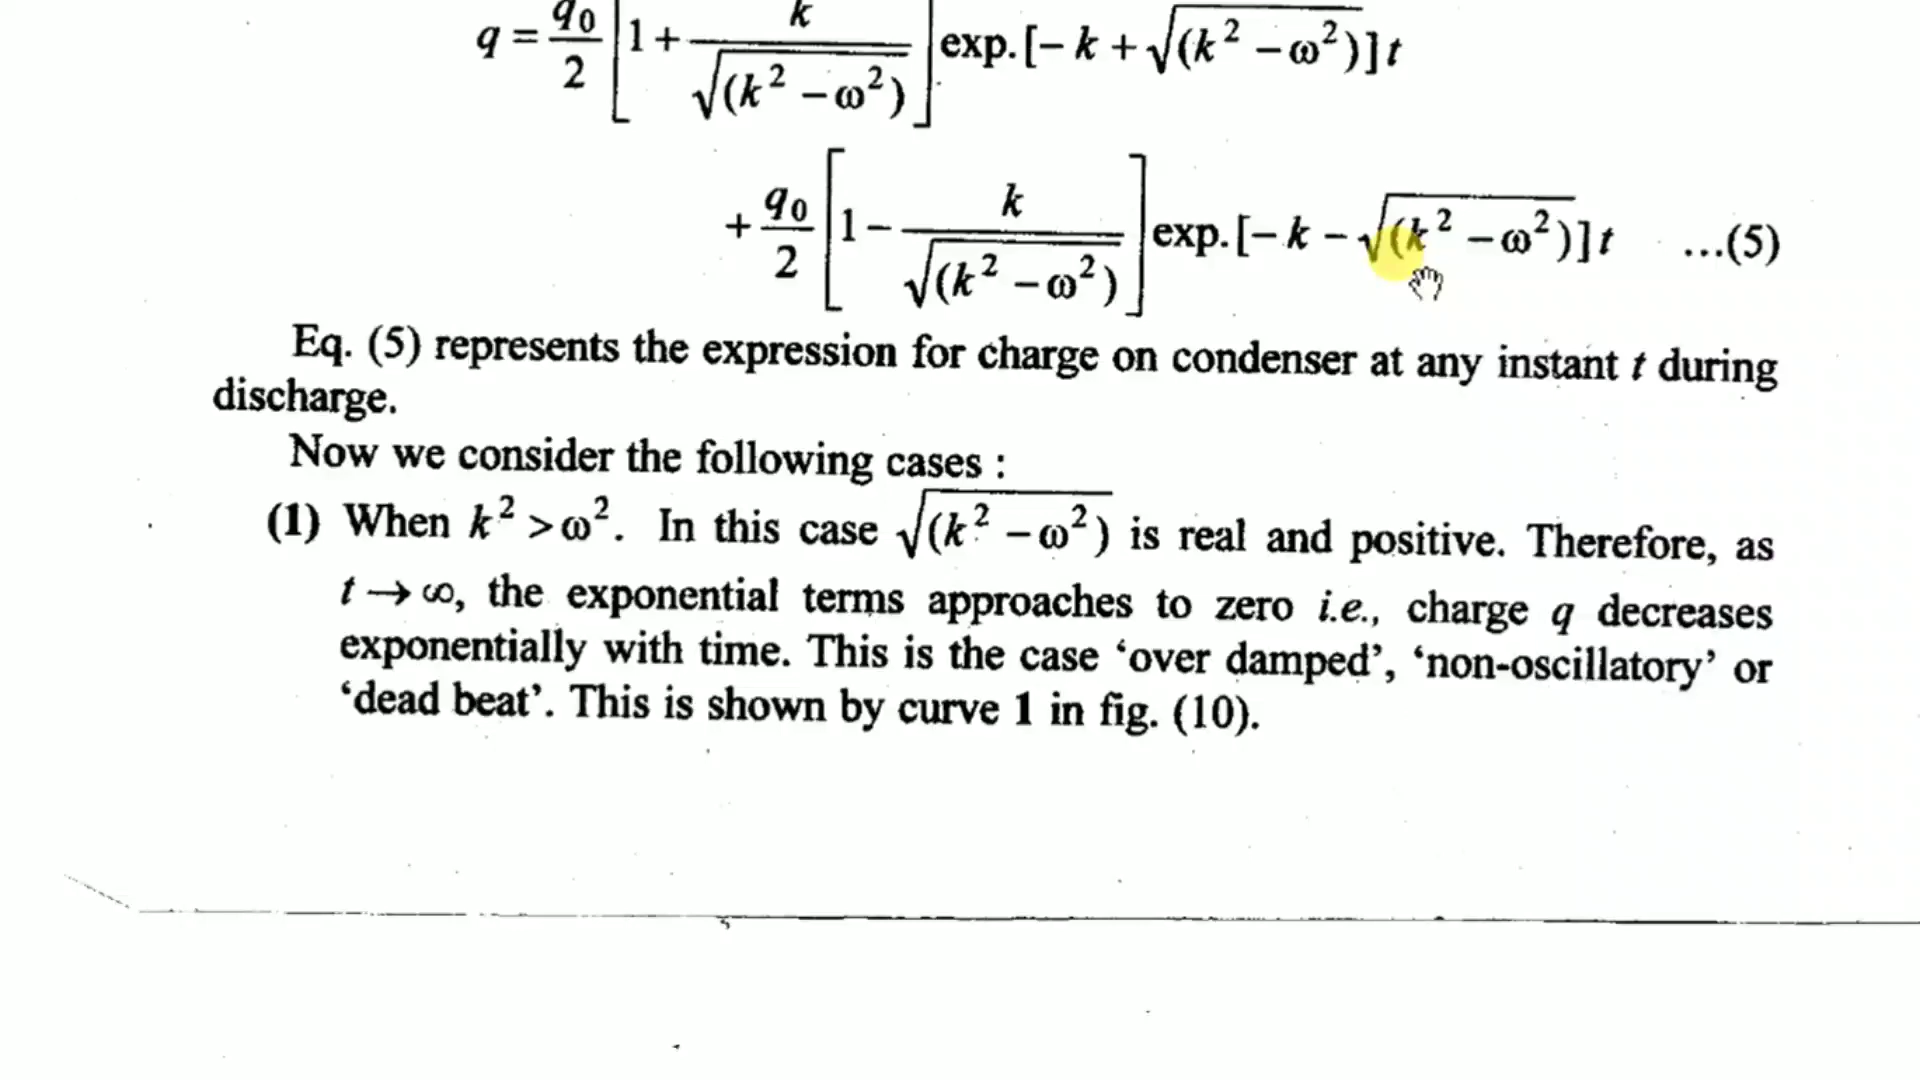 q = q₀/2 [1 + k/√(k² − ω²)] exp. [− k + √(k² − ω²)] t
+ q₀/2 [1 − k/√(k² − ω²)] exp. [− k − √(k² − ω²)] t ...(5)
Eq. (5) represents the expression for charge on condenser at any instant t during
discharge.
Now we consider the following cases :
(1) When k² > ω². In this case √(k² − ω²) is real and positive. Therefore, as
t → ∞, the exponential terms approaches to zero i.e., charge q decreases
exponentially with time. This is the case ‘over damped’, ‘non-oscillatory’ or
‘dead beat’. This is shown by curve 1 in fig. (10).